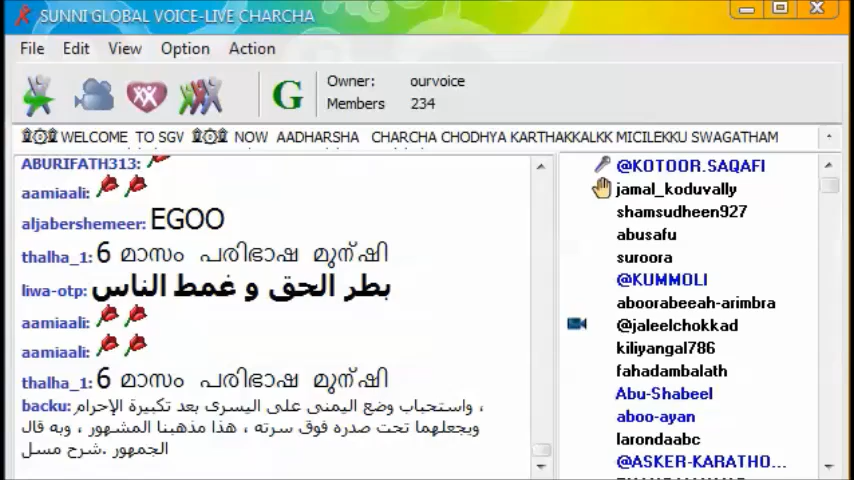 SUNNI GLOBAL VOICE-LIVE CHARCHA
File Edit View Option Action
G
Owner: ourvoice
Members 234
WELCOME TO SGV NOW AADHARSHA CHARCHA CHODHYA KARTHAKKALKK MICILEKKU SWAGATHAM
ABURIFATH313:
aamiaali:
aljabershemeer: EGOO
thalha_1: 6 മാസം പരിഭാഷ മുന്ഷി
liwa-otp: بطر الحق و غمط الناس
aamiaali:
aamiaali:
thalha_1: 6 മാസം പരിഭാഷ മുന്ഷി
backu: واستحباب وضع اليمنى على اليسرى بعد تكبيرة الإحرام ،
ويجعلهما تحت صدره فوق سرته ، هذا مذهبنا المشهور ، وبه قال
الجمهور .شرح مسل
@KOTOOR.SAQAFI
jamal_koduvally
shamsudheen927
abusafu
suroora
@KUMMOLI
aboorabeeah-arimbra
@jaleelchokkad
kiliyangal786
fahadambalath
Abu-Shabeel
aboo-ayan
larondaabc
@ASKER-KARATHO...